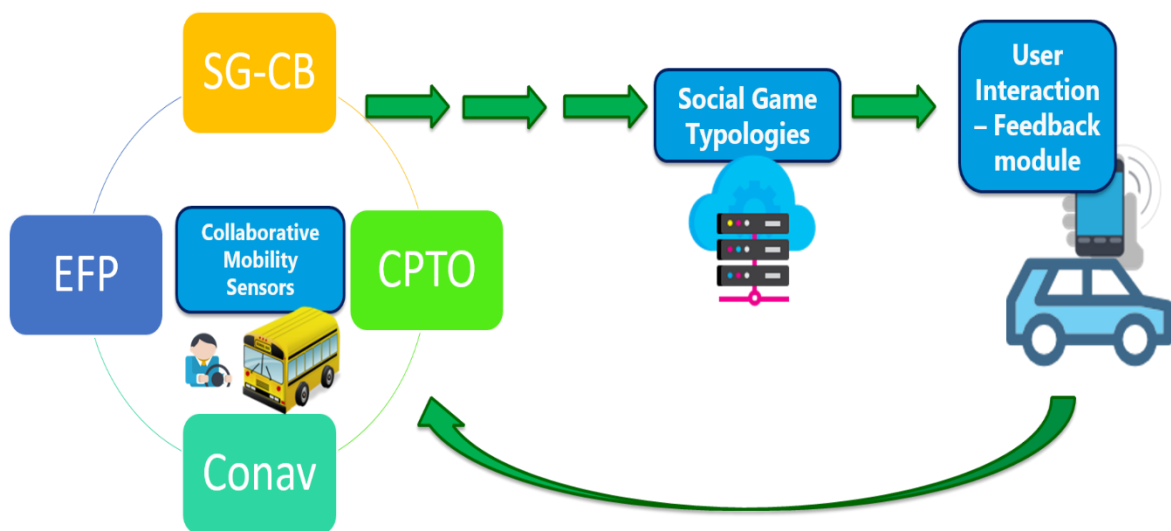 SG-CB
EFP
Collaborative
Mobility
Sensors
CPTO
Conav
Social Game
Typologies
User
Interaction
– Feedback
module